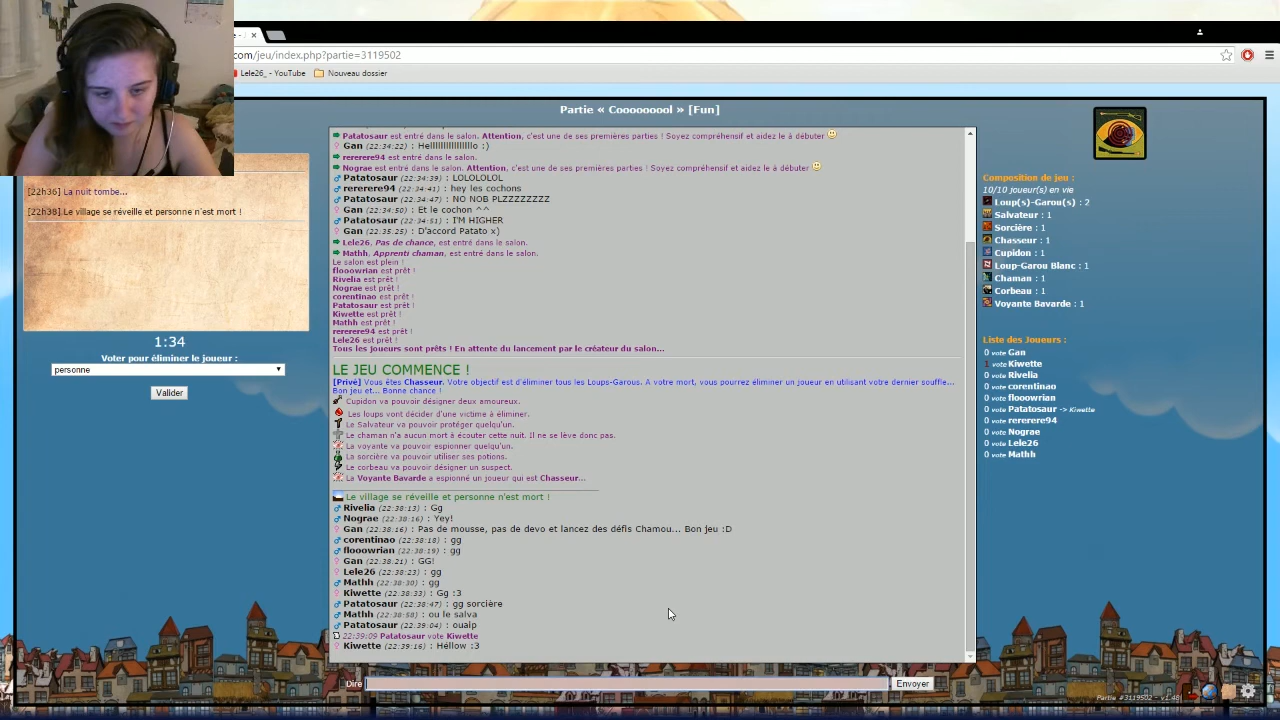 com/jeu/index.php?partie=3119502
Lele26_ - YouTube
Nouveau dossier
Partie « Cooooooool » [Fun]
[22h36] La nuit tombe...
[22h38] Le village se réveille et personne n'est mort !
1:34
Voter pour éliminer le joueur :
personne
Valider
Patatosaur est entré dans le salon. Attention, c'est une de ses premières parties ! Soyez compréhensif et aidez le à débuter
Gan (22:34:22) : Hellllllllllllllllo :)
rererere94 est entré dans le salon.
Nograe est entré dans le salon. Attention, c'est une de ses premières parties ! Soyez compréhensif et aidez le à débuter
Patatosaur (22:34:39) : LOLOLOLOL
rererere94 (22:34:41) : hey les cochons
Patatosaur (22:34:47) : NO NOB PLZZZZZZZZ
Gan (22:34:50) : Et le cochon ^^
Patatosaur (22:34:51) : I'M HIGHER
Gan (22:35:25) : D'accord Patato x)
Lele26, Pas de chance, est entré dans le salon.
Mathh, Apprenti chaman, est entré dans le salon.
Le salon est plein !
flooowrian est prêt !
Rivelia est prêt !
Nograe est prêt !
corentinao est prêt !
Patatosaur est prêt !
Kiwette est prêt !
Mathh est prêt !
rererere94 est prêt !
Lele26 est prêt !
Tous les joueurs sont prêts ! En attente du lancement par le créateur du salon...
LE JEU COMMENCE !
[Privé] Vous êtes Chasseur. Votre objectif est d'éliminer tous les Loups-Garous. A votre mort, vous pourrez éliminer un joueur en utilisant votre dernier souffle...
Bon jeu et... Bonne chance !
Cupidon va pouvoir désigner deux amoureux.
Les loups vont décider d'une victime à éliminer.
Le Salvateur va pouvoir protéger quelqu'un.
Le chaman n'a aucun mort à écouter cette nuit. Il ne se lève donc pas.
La voyante va pouvoir espionner quelqu'un.
La sorcière va pouvoir utiliser ses potions.
Le corbeau va pouvoir désigner un suspect.
La Voyante Bavarde a espionné un joueur qui est Chasseur...
Le village se réveille et personne n'est mort !
Rivelia (22:38:13) : Gg
Nograe (22:38:16) : Yey!
Gan (22:38:16) : Pas de mousse, pas de devo et lancez des défis Chamou... Bon jeu :D
corentinao (22:38:18) : gg
flooowrian (22:38:19) : gg
Gan (22:38:21) : GG!
Lele26 (22:38:23) : gg
Mathh (22:38:30) : gg
Kiwette (22:38:33) : Gg :3
Patatosaur (22:38:47) : gg sorcière
Mathh (22:38:58) : ou le salva
Patatosaur (22:39:04) : ouaip
22:39:09 Patatosaur vote Kiwette
Kiwette (22:39:16) : Héllow :3
Dire
Envoyer
Composition de jeu :
10/10 joueur(s) en vie
Loup(s)-Garou(s) : 2
Salvateur : 1
Sorcière : 1
Chasseur : 1
Cupidon : 1
Loup-Garou Blanc : 1
Chaman : 1
Corbeau : 1
Voyante Bavarde : 1
Liste des Joueurs :
0 vote Gan
1 vote Kiwette
0 vote Rivelia
0 vote corentinao
0 vote flooowrian
0 vote Patatosaur -> Kiwette
0 vote rererere94
0 vote Nograe
0 vote Lele26
0 vote Mathh
Partie #3119502